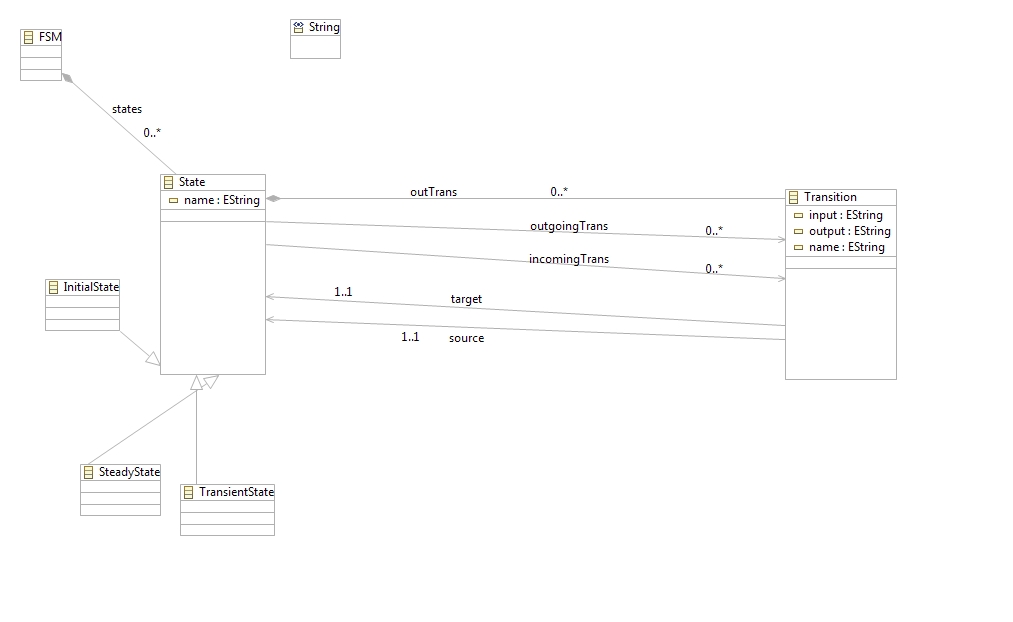 String
FSM
states
0..*
State
name : EString
outTrans
0..*
Transition
input : EString
output : EString
name : EString
outgoingTrans
0..*
incomingTrans
0..*
InitialState
1..1
target
1..1
source
SteadyState
TransientState